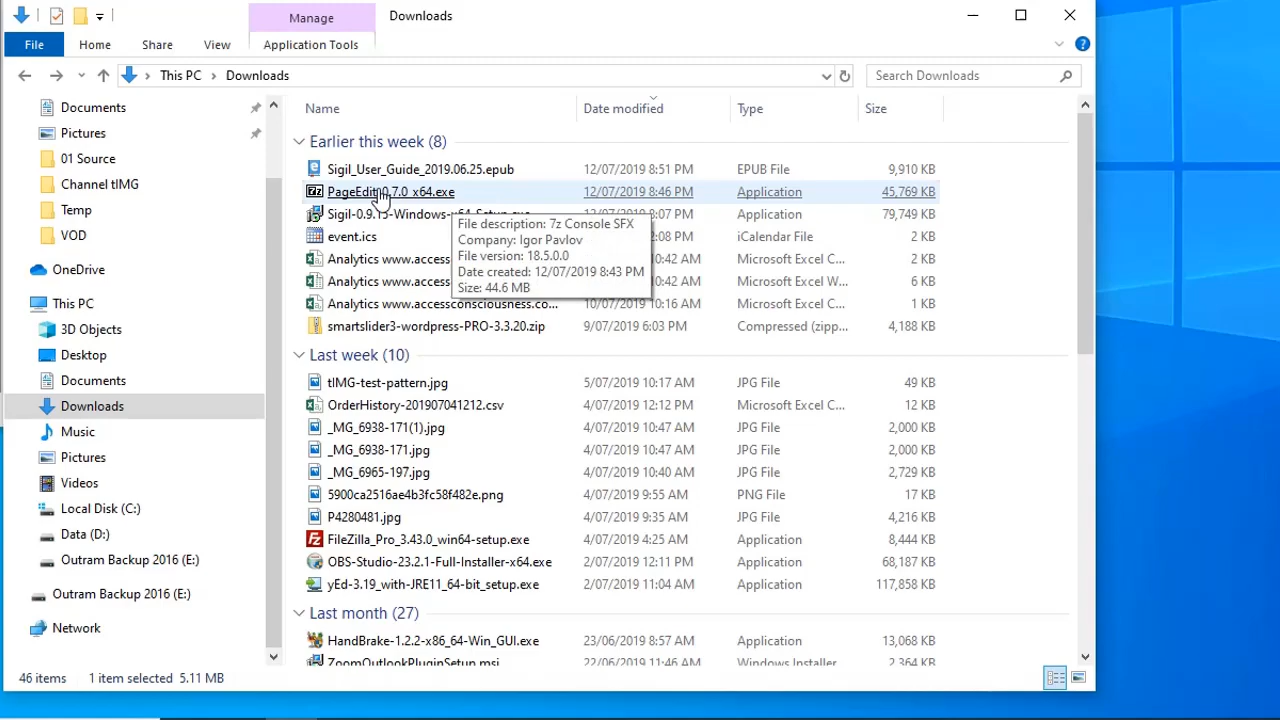 Manage
Downloads
File
Home
Share
View
Application Tools
This PC
Downloads
Search Downloads
Documents
Pictures
01 Source
Channel tIMG
Temp
VOD
OneDrive
This PC
3D Objects
Desktop
Documents
Downloads
Music
Pictures
Videos
Local Disk (C:)
Data (D:)
Outram Backup 2016 (E:)
Outram Backup 2016 (E:)
Network
Name Date modified Type Size
Earlier this week (8)
Sigil_User_Guide_2019.06.25.epub 12/07/2019 8:51 PM EPUB File 9,910 KB
PageEdit 0.7.0_x64.exe 12/07/2019 8:46 PM Application 45,769 KB
Sigil-0.9.15-Windows-x64-Setup.exe 12/07/2019 8:07 PM Application 79,749 KB
event.ics 2:08 PM iCalendar File 2 KB
Analytics www.access 10:42 AM Microsoft Excel C... 2 KB
Analytics www.access 10:42 AM Microsoft Excel W... 6 KB
Analytics www.accessconsciousness.co... 10/07/2019 10:16 AM Microsoft Excel C... 3 KB
smartslider3-wordpress-PRO-3.3.20.zip 9/07/2019 6:03 PM Compressed (zipp... 4,188 KB
File description: 7z Console SFX
Company: Igor Pavlov
File version: 18.5.0.0
Date created: 12/07/2019 8:43 PM
Size: 44.6 MB
Last week (10)
tIMG-test-pattern.jpg 5/07/2019 10:17 AM JPG File 49 KB
OrderHistory-201907041212.csv 4/07/2019 12:12 PM Microsoft Excel C... 12 KB
_MG_6938-171(1).jpg 4/07/2019 10:47 AM JPG File 2,000 KB
_MG_6938-171.jpg 4/07/2019 10:47 AM JPG File 2,000 KB
_MG_6965-197.jpg 4/07/2019 10:40 AM JPG File 2,729 KB
5900ca2516ae4b3fc58f482e.png 4/07/2019 9:55 AM PNG File 17 KB
P4280481.jpg 4/07/2019 9:35 AM JPG File 4,216 KB
FileZilla_Pro_3.43.0_win64-setup.exe 4/07/2019 4:25 AM Application 8,444 KB
OBS-Studio-23.2.1-Full-Installer-x64.exe 2/07/2019 12:11 PM Application 68,187 KB
yEd-3.19_with-JRE11_64-bit_setup.exe 2/07/2019 11:04 AM Application 117,858 KB
Last month (27)
HandBrake-1.2.2-x86_64-Win_GUI.exe 23/06/2019 8:57 AM Application 13,068 KB
ZoomOutlookPluginSetup.msi 22/06/2019 11:46 AM Windows Installer 2,364 KB
46 items 1 item selected 5.11 MB